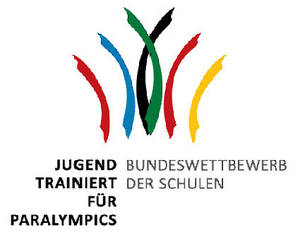 JUGEND BUNDESWETTBEWERB
TRAINIERT DER SCHULEN
FÜR
PARALYMPICS